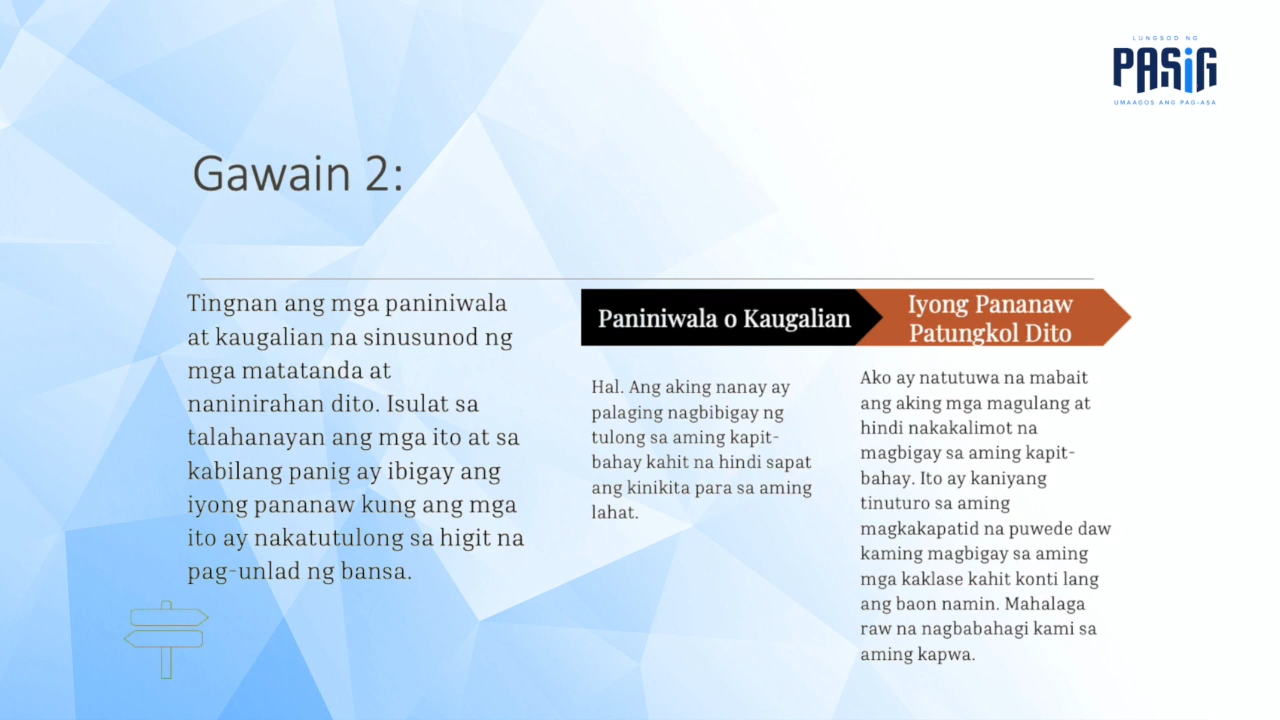 LUNGSOD NG
PASiG
UMAAGOS ANG PAG-ASA
Gawain 2:
Tingnan ang mga paniniwala
at kaugalian na sinusunod ng
mga matatanda at
naninirahan dito. Isulat sa
talahanayan ang mga ito at sa
kabilang panig ay ibigay ang
iyong pananaw kung ang mga
ito ay nakatutulong sa higit na
pag-unlad ng bansa.
Paniniwala o Kaugalian
Hal. Ang aking nanay ay
palaging nagbibigay ng
tulong sa aming kapit-
bahay kahit na hindi sapat
ang kinikita para sa aming
lahat.
Iyong Pananaw
Patungkol Dito
Ako ay natutuwa na mabait
ang aking mga magulang at
hindi nakakalimot na
magbigay sa aming kapit-
bahay. Ito ay kaniyang
tinuturo sa aming
magkakapatid na puwede daw
kaming magbigay sa aming
mga kaklase kahit konti lang
ang baon namin. Mahalaga
raw na nagbabahagi kami sa
aming kapwa.